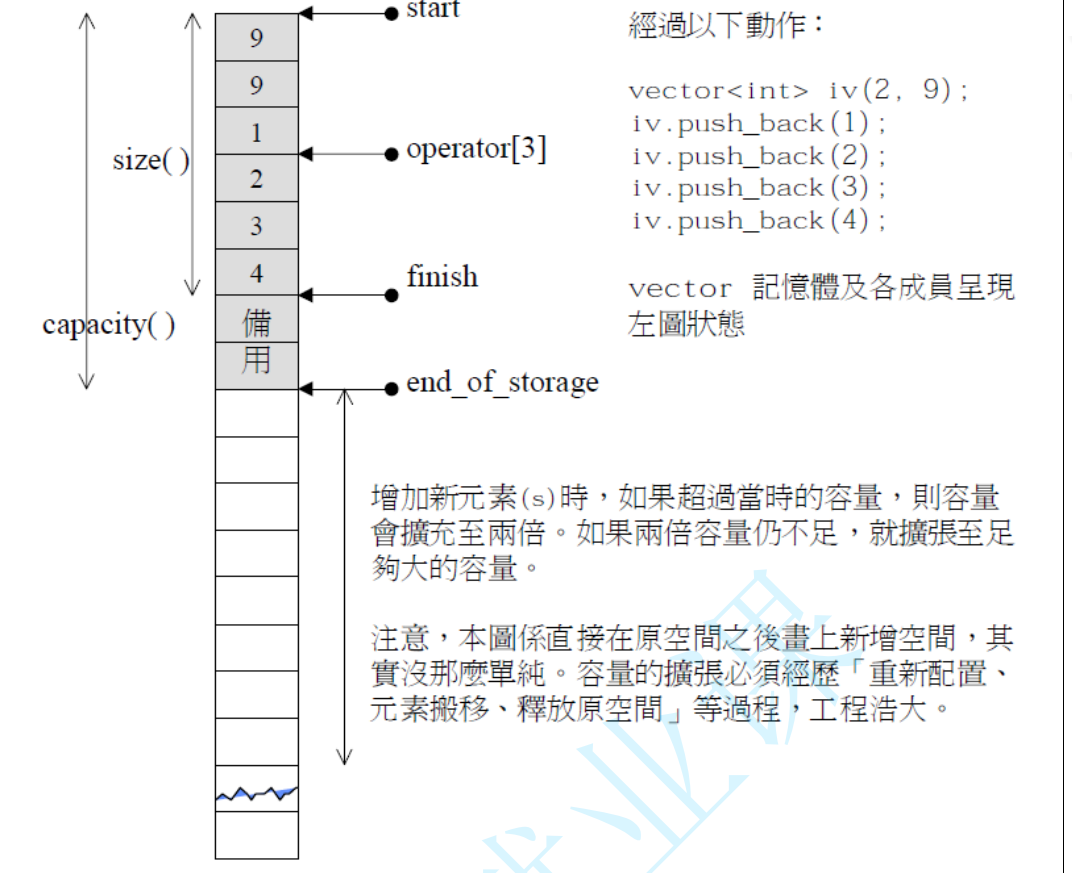 start
經過以下動作：
9
9
vector<int> iv(2, 9);
iv.push_back(1);
iv.push_back(2);
iv.push_back(3);
iv.push_back(4);
1
operator[3]
size( )
2
3
4
finish
vector 記憶體及各成員呈現
左圖狀態
capacity( )
備
用
end_of_storage
增加新元素(s)時，如果超過當時的容量，則容量
會擴充至兩倍。如果兩倍容量仍不足，就擴張至足
夠大的容量。
注意，本圖係直接在原空間之後畫上新增空間，其
實沒那麼單純。容量的擴張必須經歷「重新配置、
元素搬移、釋放原空間」等過程，工程浩大。
就业课